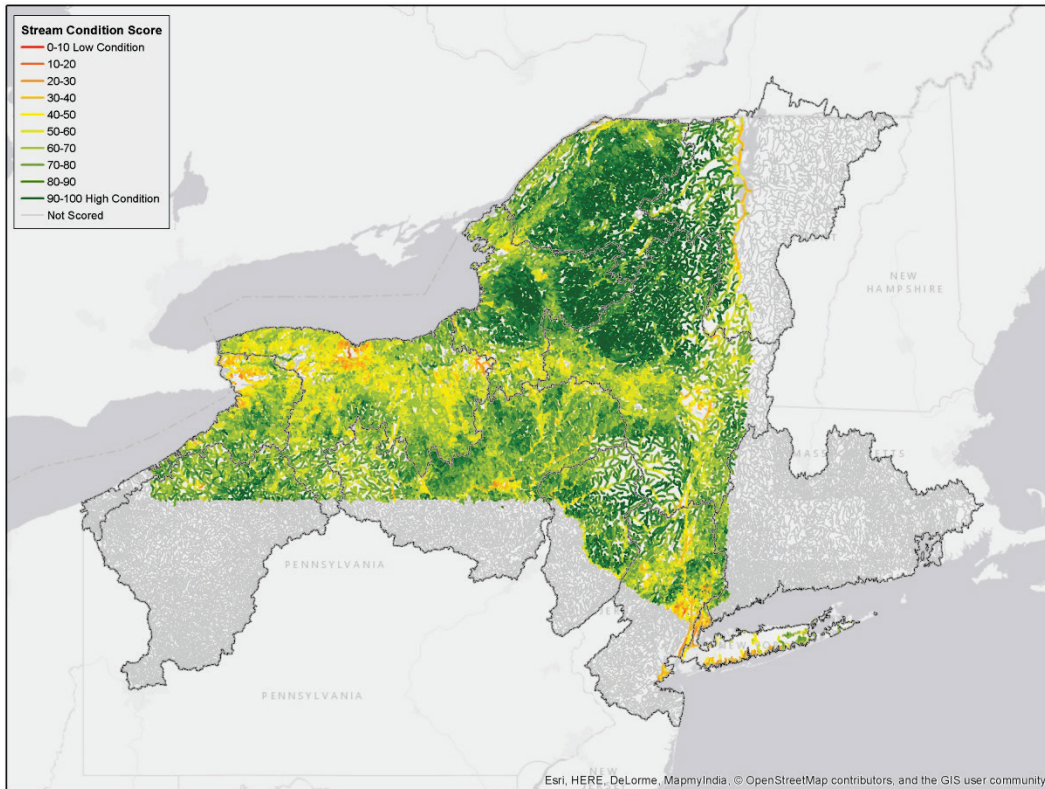 Stream Condition Score
0-10 Low Condition
10-20
20-30
30-40
40-50
50-60
60-70
70-80
80-90
90-100 High Condition
Not Scored
NEW
HAMPSHIRE
PENNSYLVANIA
PENNSYLVANIA
NEW
Esri, HERE, DeLorme, MapmyIndia, © OpenStreetMap contributors, and the GIS user community